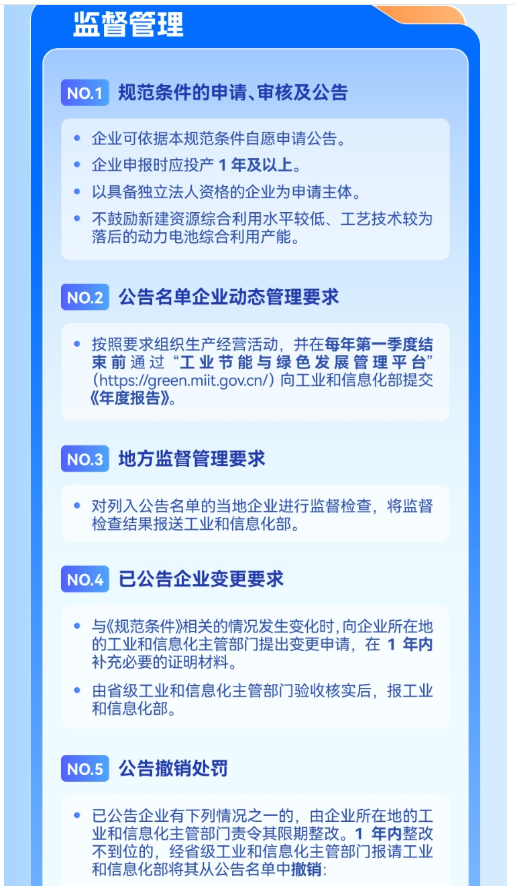 监督管理
NO.1 规范条件的申请、审核及公告
企业可依据本规范条件自愿申请公告。
企业申报时应投产 1 年及以上。
以具备独立法人资格的企业为申请主体。
不鼓励新建资源综合利用水平较低、工艺技术较为
落后的动力电池综合利用产能。
NO.2 公告名单企业动态管理要求
按照要求组织生产经营活动，并在每年第一季度结
束前通过“工业节能与绿色发展管理平台”
（https://green.miit.gov.cn/）向工业和信息化部提交
《年度报告》。
NO.3 地方监督管理要求
对列入公告名单的当地企业进行监督检查，将监督
检查结果报送工业和信息化部。
NO.4 已公告企业变更要求
与《规范条件》相关的情况发生变化时,向企业所在地
的工业和信息化主管部门提出变更申请，在 1 年内
补充必要的证明材料。
由省级工业和信息化主管部门验收核实后，报工业
和信息化部。
NO.5 公告撤销处罚
已公告企业有下列情况之一的，由企业所在地的工
业和信息化主管部门责令其限期整改。1 年内整改
不到位的，经省级工业和信息化主管部门报请工业
和信息化部将其从公告名单中撤销：